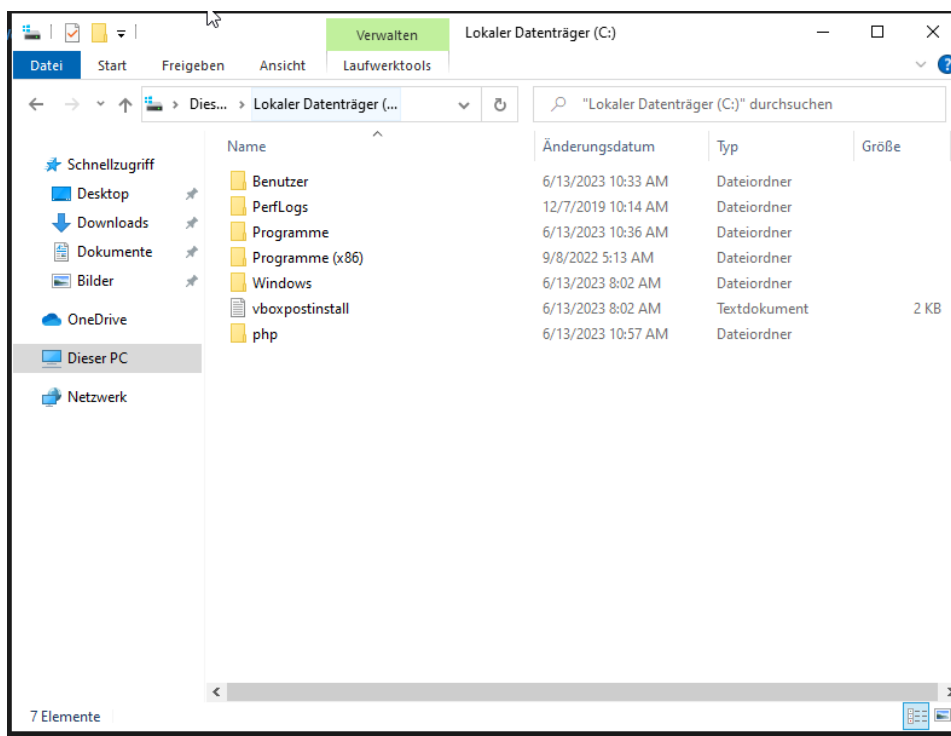 Verwalten
Lokaler Datenträger (C:)
Datei Start Freigeben Ansicht Laufwerktools
Dies... Lokaler Datenträger (...
"Lokaler Datenträger (C:)" durchsuchen
Name Änderungsdatum Typ Größe
Schnellzugriff
Desktop
Downloads
Dokumente
Bilder
OneDrive
Dieser PC
Netzwerk
Benutzer 6/13/2023 10:33 AM Dateiordner
PerfLogs 12/7/2019 10:14 AM Dateiordner
Programme 6/13/2023 10:36 AM Dateiordner
Programme (x86) 9/8/2022 5:13 AM Dateiordner
Windows 6/13/2023 8:02 AM Dateiordner
vboxpostinstall 6/13/2023 8:02 AM Textdokument 2 KB
php 6/13/2023 10:57 AM Dateiordner
7 Elemente